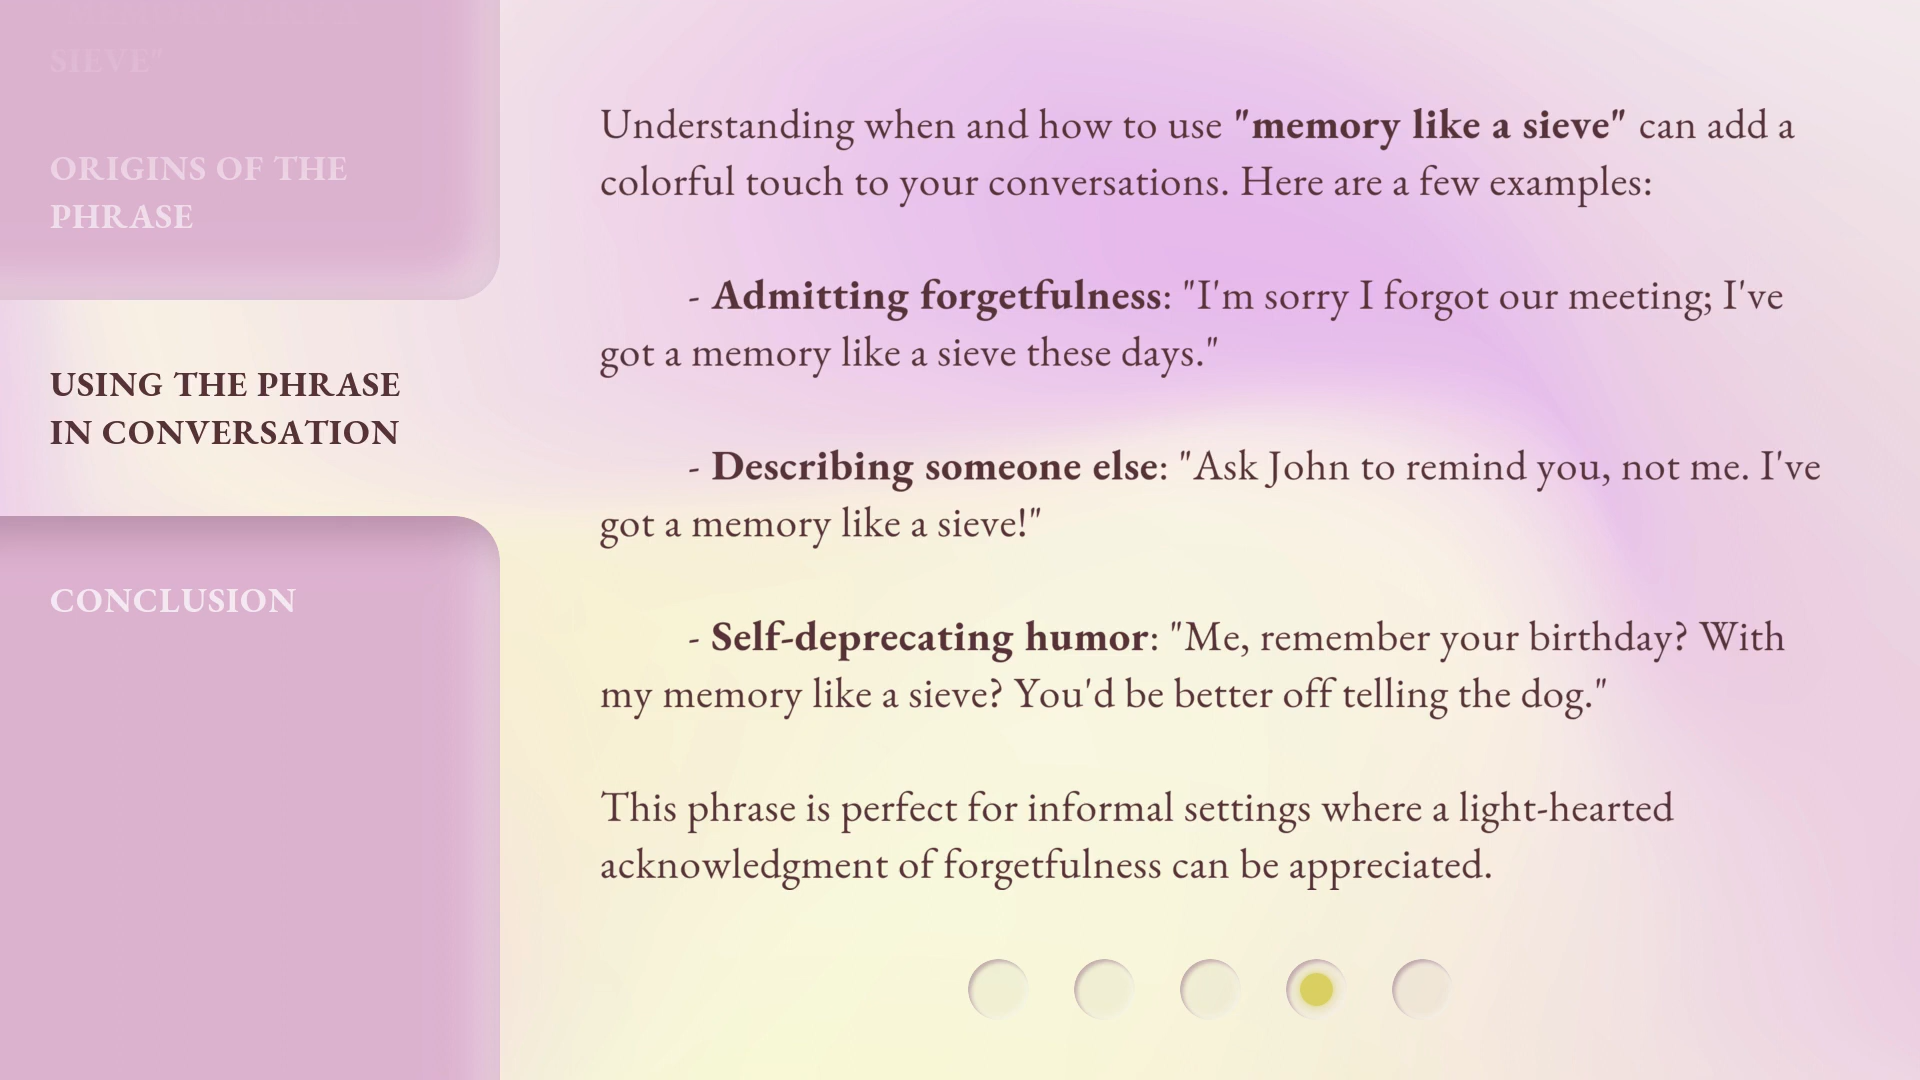 SIEVE"
ORIGINS OF THE
PHRASE
USING THE PHRASE
IN CONVERSATION
CONCLUSION
Understanding when and how to use "memory like a sieve" can add a
colorful touch to your conversations. Here are a few examples:
- Admitting forgetfulness: "I'm sorry I forgot our meeting; I've
got a memory like a sieve these days."
- Describing someone else: "Ask John to remind you, not me. I've
got a memory like a sieve!"
- Self-deprecating humor: "Me, remember your birthday? With
my memory like a sieve? You'd be better off telling the dog."
This phrase is perfect for informal settings where a light-hearted
acknowledgment of forgetfulness can be appreciated.